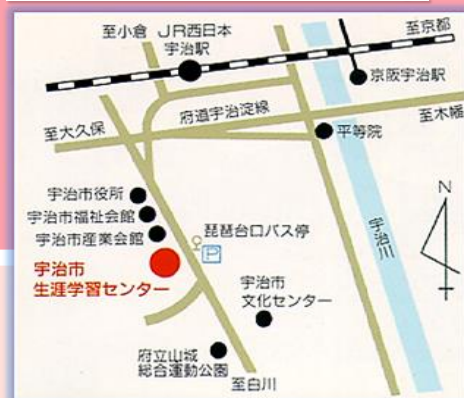 至小倉 JR西日本
宇治駅
至京都
京阪宇治駅
府道宇治淀線
至大久保
至木幡
平等院
宇治市役所
宇治市福祉会館
宇治市産業会館
琵琶台口バス停
P
宇治川
N
宇治市
生涯学習センター
宇治市
文化センター
府立山城
総合運動公園
至白川